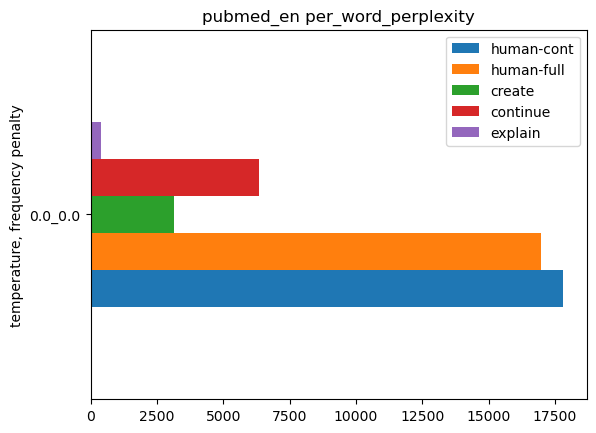 pubmed_en per_word_perplexity
human-cont
human-full
create
continue
explain
temperature, frequency penalty
0.0_0.0
0 2500 5000 7500 10000 12500 15000 17500